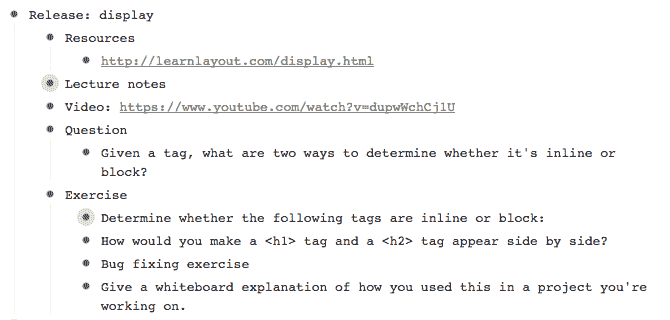 Release: display
Resources
http://learnlayout.com/display.html
Lecture notes
Video: https://www.youtube.com/watch?v=dupwWchCj1U
Question
Given a tag, what are two ways to determine whether it's inline or
block?
Exercise
Determine whether the following tags are inline or block:
How would you make a <h1> tag and a <h2> tag appear side by side?
Bug fixing exercise
Give a whiteboard explanation of how you used this in a project you're
working on.